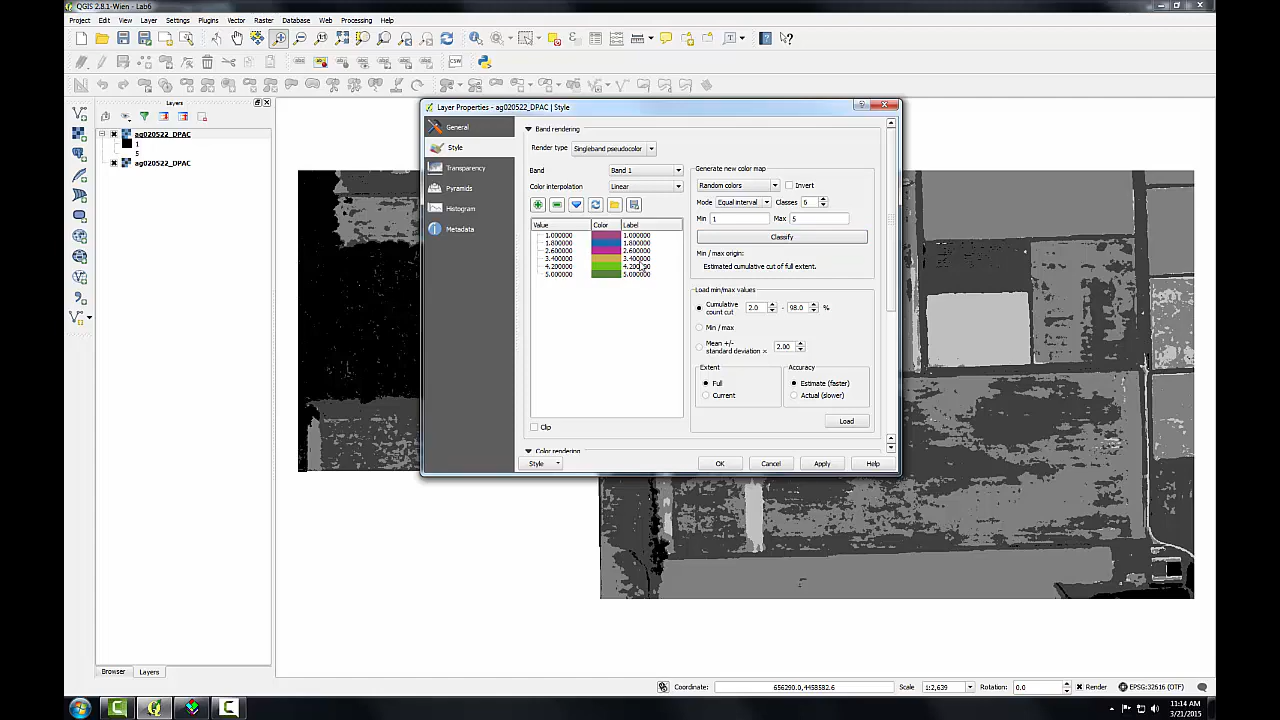 QGIS 2.8.1-Wien - Lab6
Project Edit View Layer Settings Plugins Vector Raster Database Web Processing Help
CSW
Layers
ag020522_DPAC
1
5
ag020522_DPAC
Layer Properties - ag020522_DPAC | Style
General
Style
Transparency
Pyramids
Histogram
Metadata
Band rendering
Render type Singleband pseudocolor
Band Band 1
Color interpolation Linear
Value Color Label
1.000000 1.000000
1.800000 1.800000
2.600000 2.600000
3.400000 3.400000
4.200000 4.200000
5.000000 5.000000
Clip
Generate new color map
Random colors Invert
Mode Equal interval Classes 6
Min 1 Max 5
Classify
Min / max origin:
Estimated cumulative cut of full extent.
Load min/max values
Cumulative count cut 2.0 - 98.0 %
Min / max
Mean +/- standard deviation × 2.00
Extent
Full
Current
Accuracy
Estimate (faster)
Actual (slower)
Load
Color rendering
Style OK Cancel Apply Help
Browser Layers
Coordinate: 656290.0,4458582.6 Scale 1:2,639 Rotation: 0.0 Render EPSG:32616 (OTF)
11:14 AM
3/21/2015